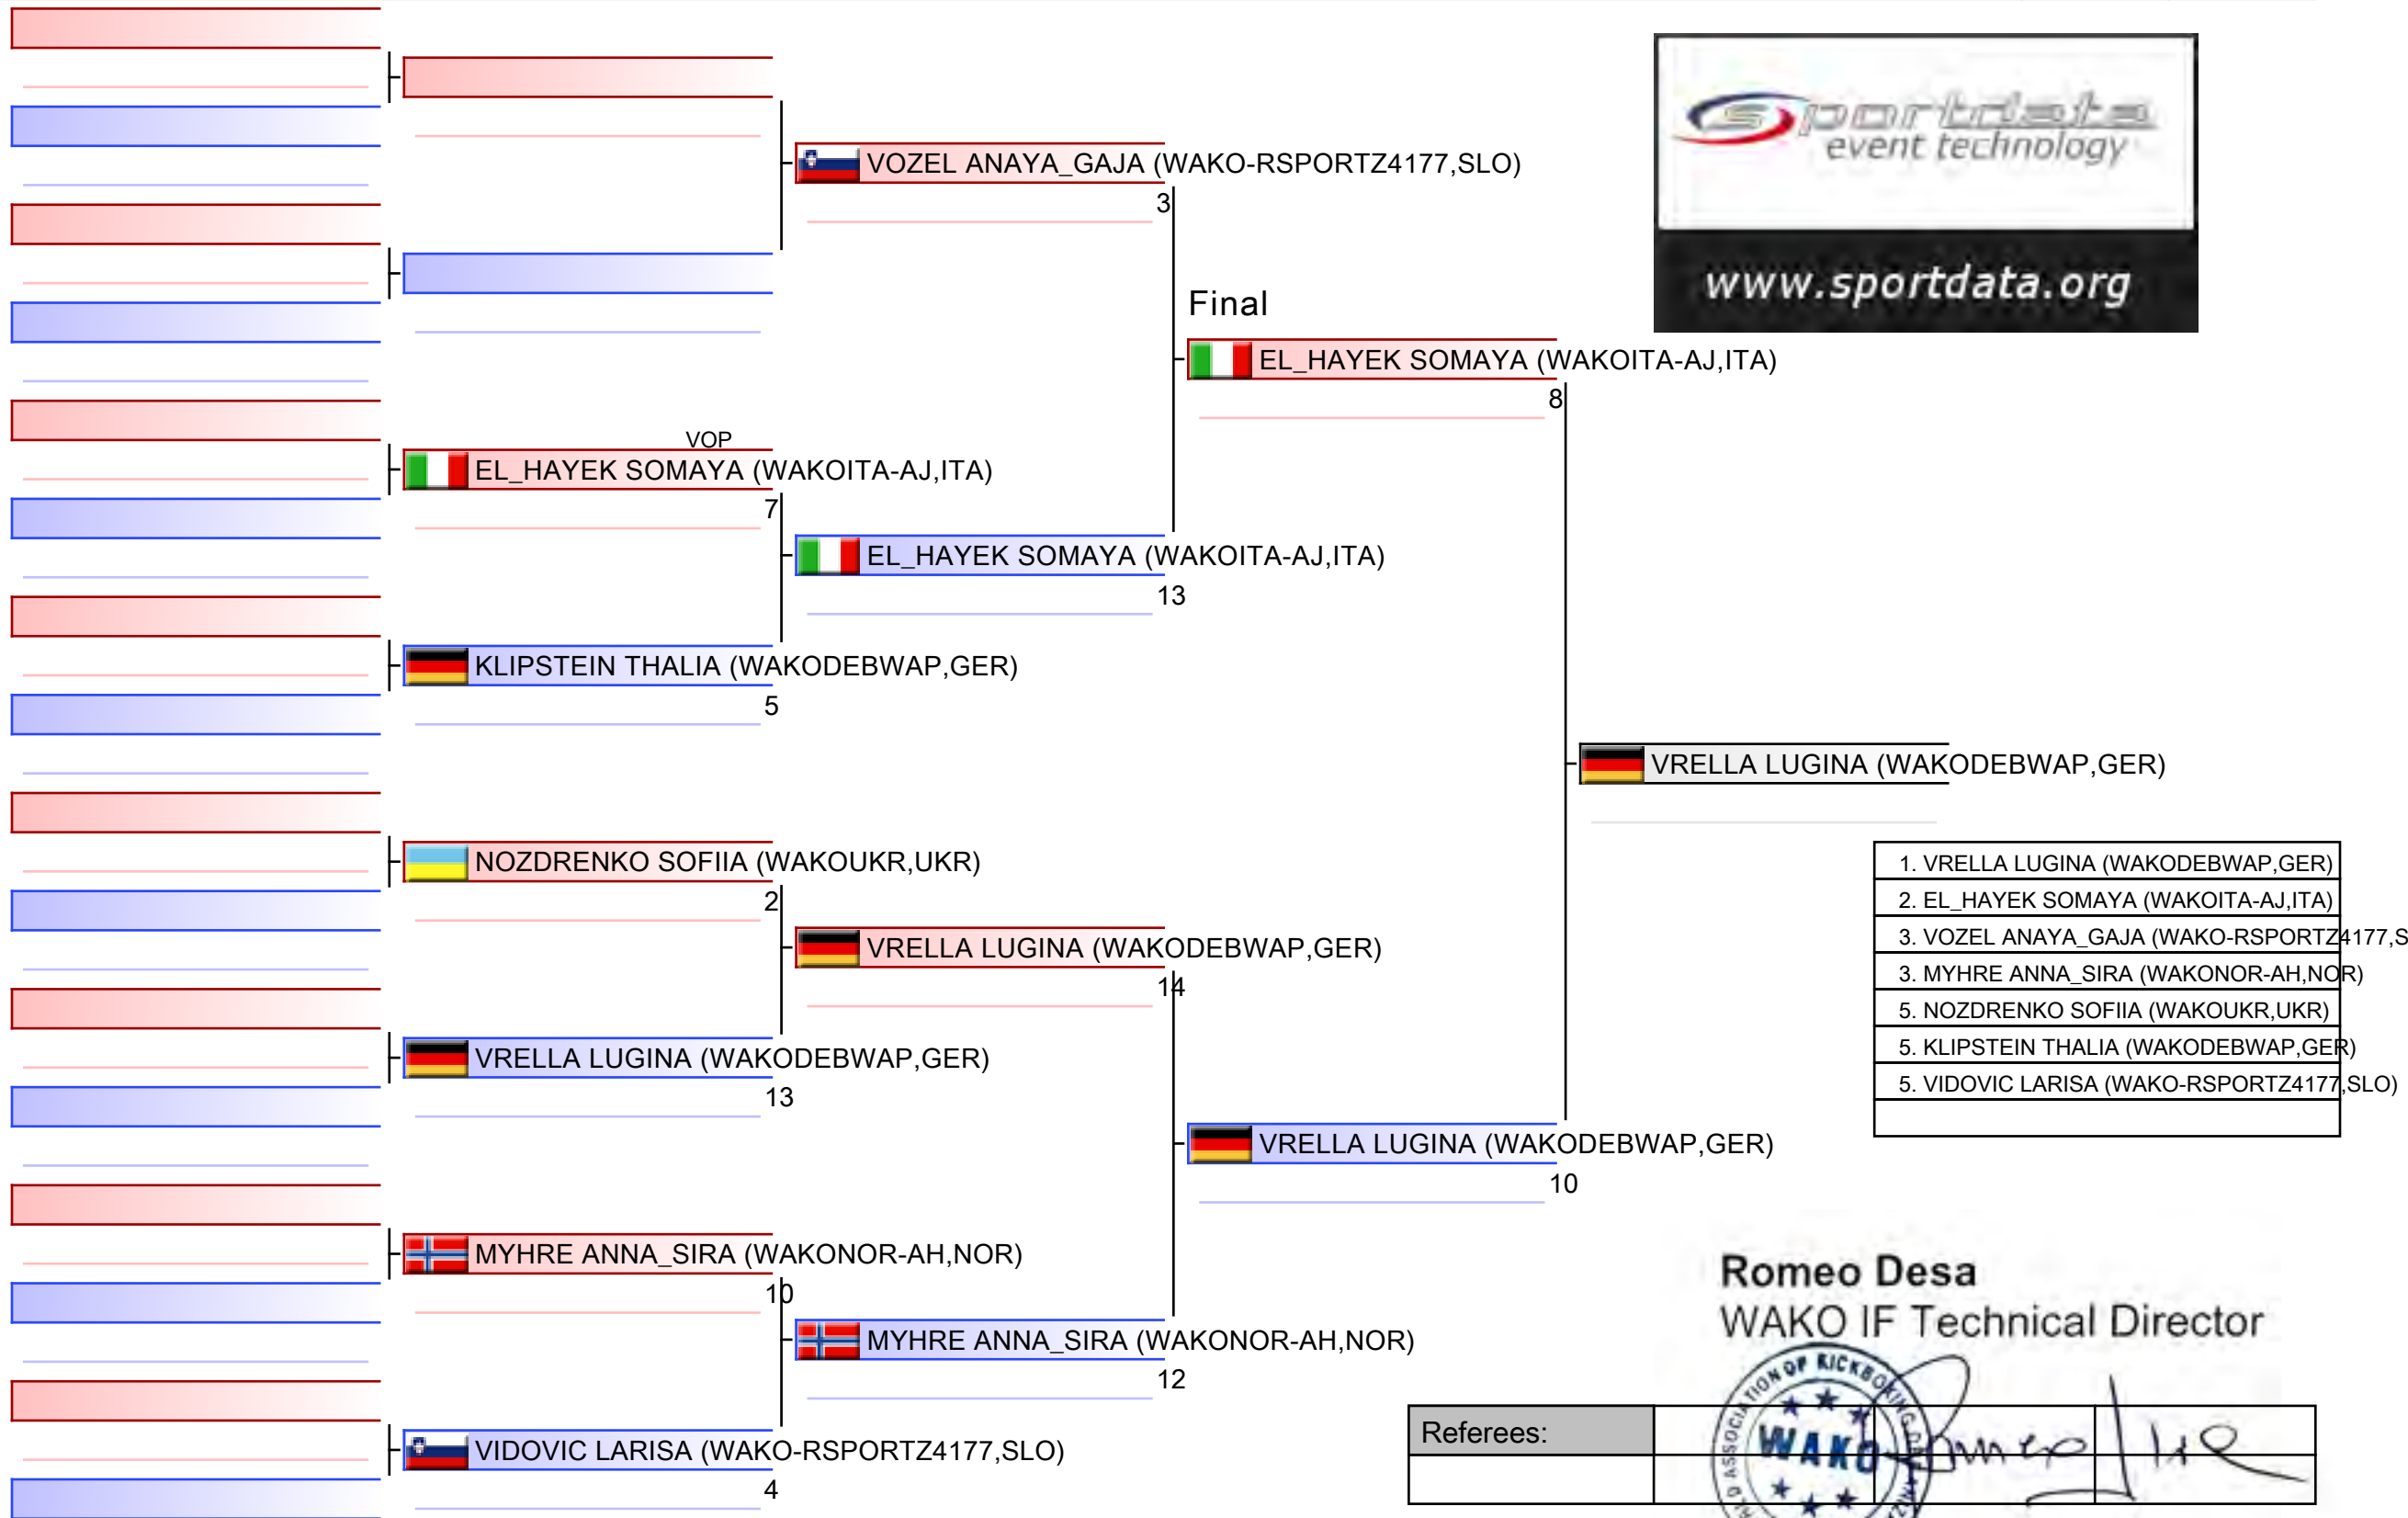 sportdata
event technology
www.sportdata.org
VOZEL ANAYA_GAJA (WAKO-RSPORTZ4177,SLO)
3
Final
EL_HAYEK SOMAYA (WAKOITA-AJ,ITA)
8
VOP
EL_HAYEK SOMAYA (WAKOITA-AJ,ITA)
7
EL_HAYEK SOMAYA (WAKOITA-AJ,ITA)
13
KLIPSTEIN THALIA (WAKODEBWAP,GER)
5
VRELLA LUGINA (WAKODEBWAP,GER)
NOZDRENKO SOFIIA (WAKOUKR,UKR)
2
VRELLA LUGINA (WAKODEBWAP,GER)
14
VRELLA LUGINA (WAKODEBWAP,GER)
13
VRELLA LUGINA (WAKODEBWAP,GER)
10
MYHRE ANNA_SIRA (WAKONOR-AH,NOR)
10
MYHRE ANNA_SIRA (WAKONOR-AH,NOR)
12
VIDOVIC LARISA (WAKO-RSPORTZ4177,SLO)
4
1. VRELLA LUGINA (WAKODEBWAP,GER)
2. EL_HAYEK SOMAYA (WAKOITA-AJ,ITA)
3. VOZEL ANAYA_GAJA (WAKO-RSPORTZ4177,S
3. MYHRE ANNA_SIRA (WAKONOR-AH,NOR)
5. NOZDRENKO SOFIIA (WAKOUKR,UKR)
5. KLIPSTEIN THALIA (WAKODEBWAP,GER)
5. VIDOVIC LARISA (WAKO-RSPORTZ4177,SLO)
Romeo Desa
WAKO IF Technical Director
Referees:
ASSOCIATION OF KICKBOXING
WAKO